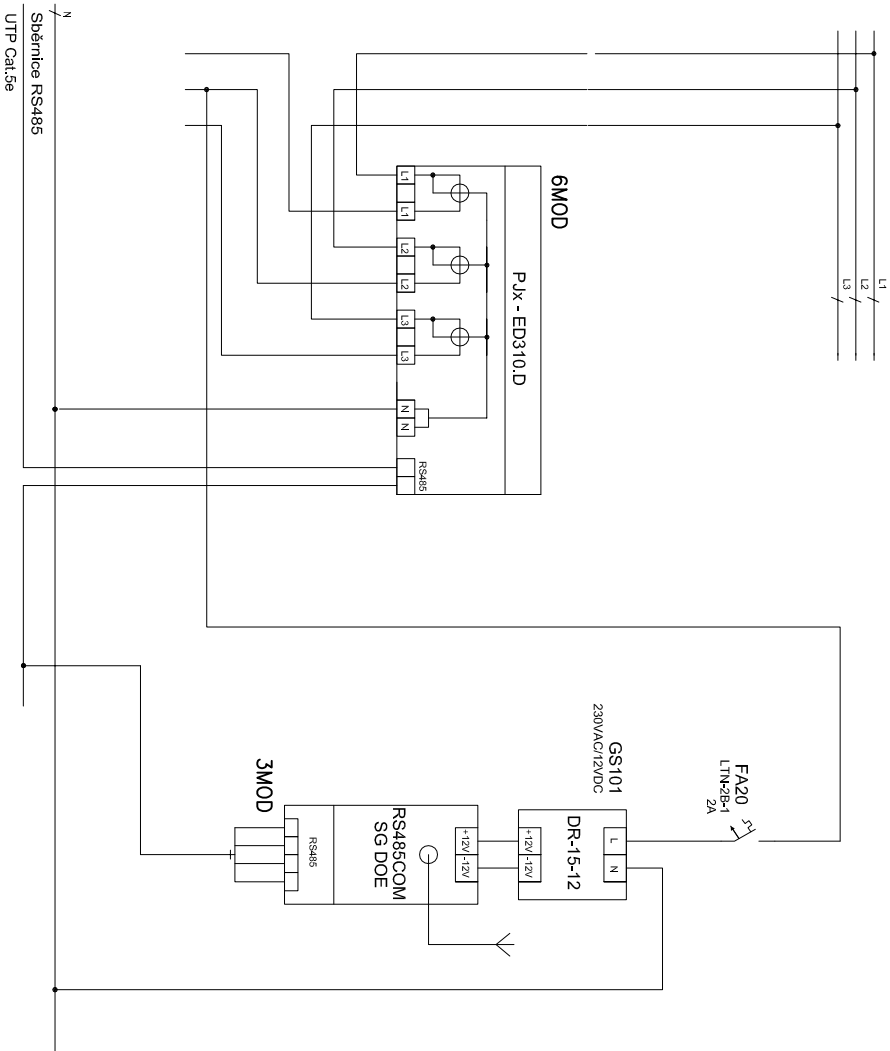 L1
L2
L3
6MOD
PJx - ED310.D
L1
L1
L2
L2
L3
L3
N
N
RS485
N
Sběrnice RS485
UTP Cat.5e
FA20
LTN-2B-1
2A
GS101
230VAC/12VDC
L
N
DR-15-12
+12V
-12V
+12V
-12V
RS485COM
SG DOE
RS485
3MOD